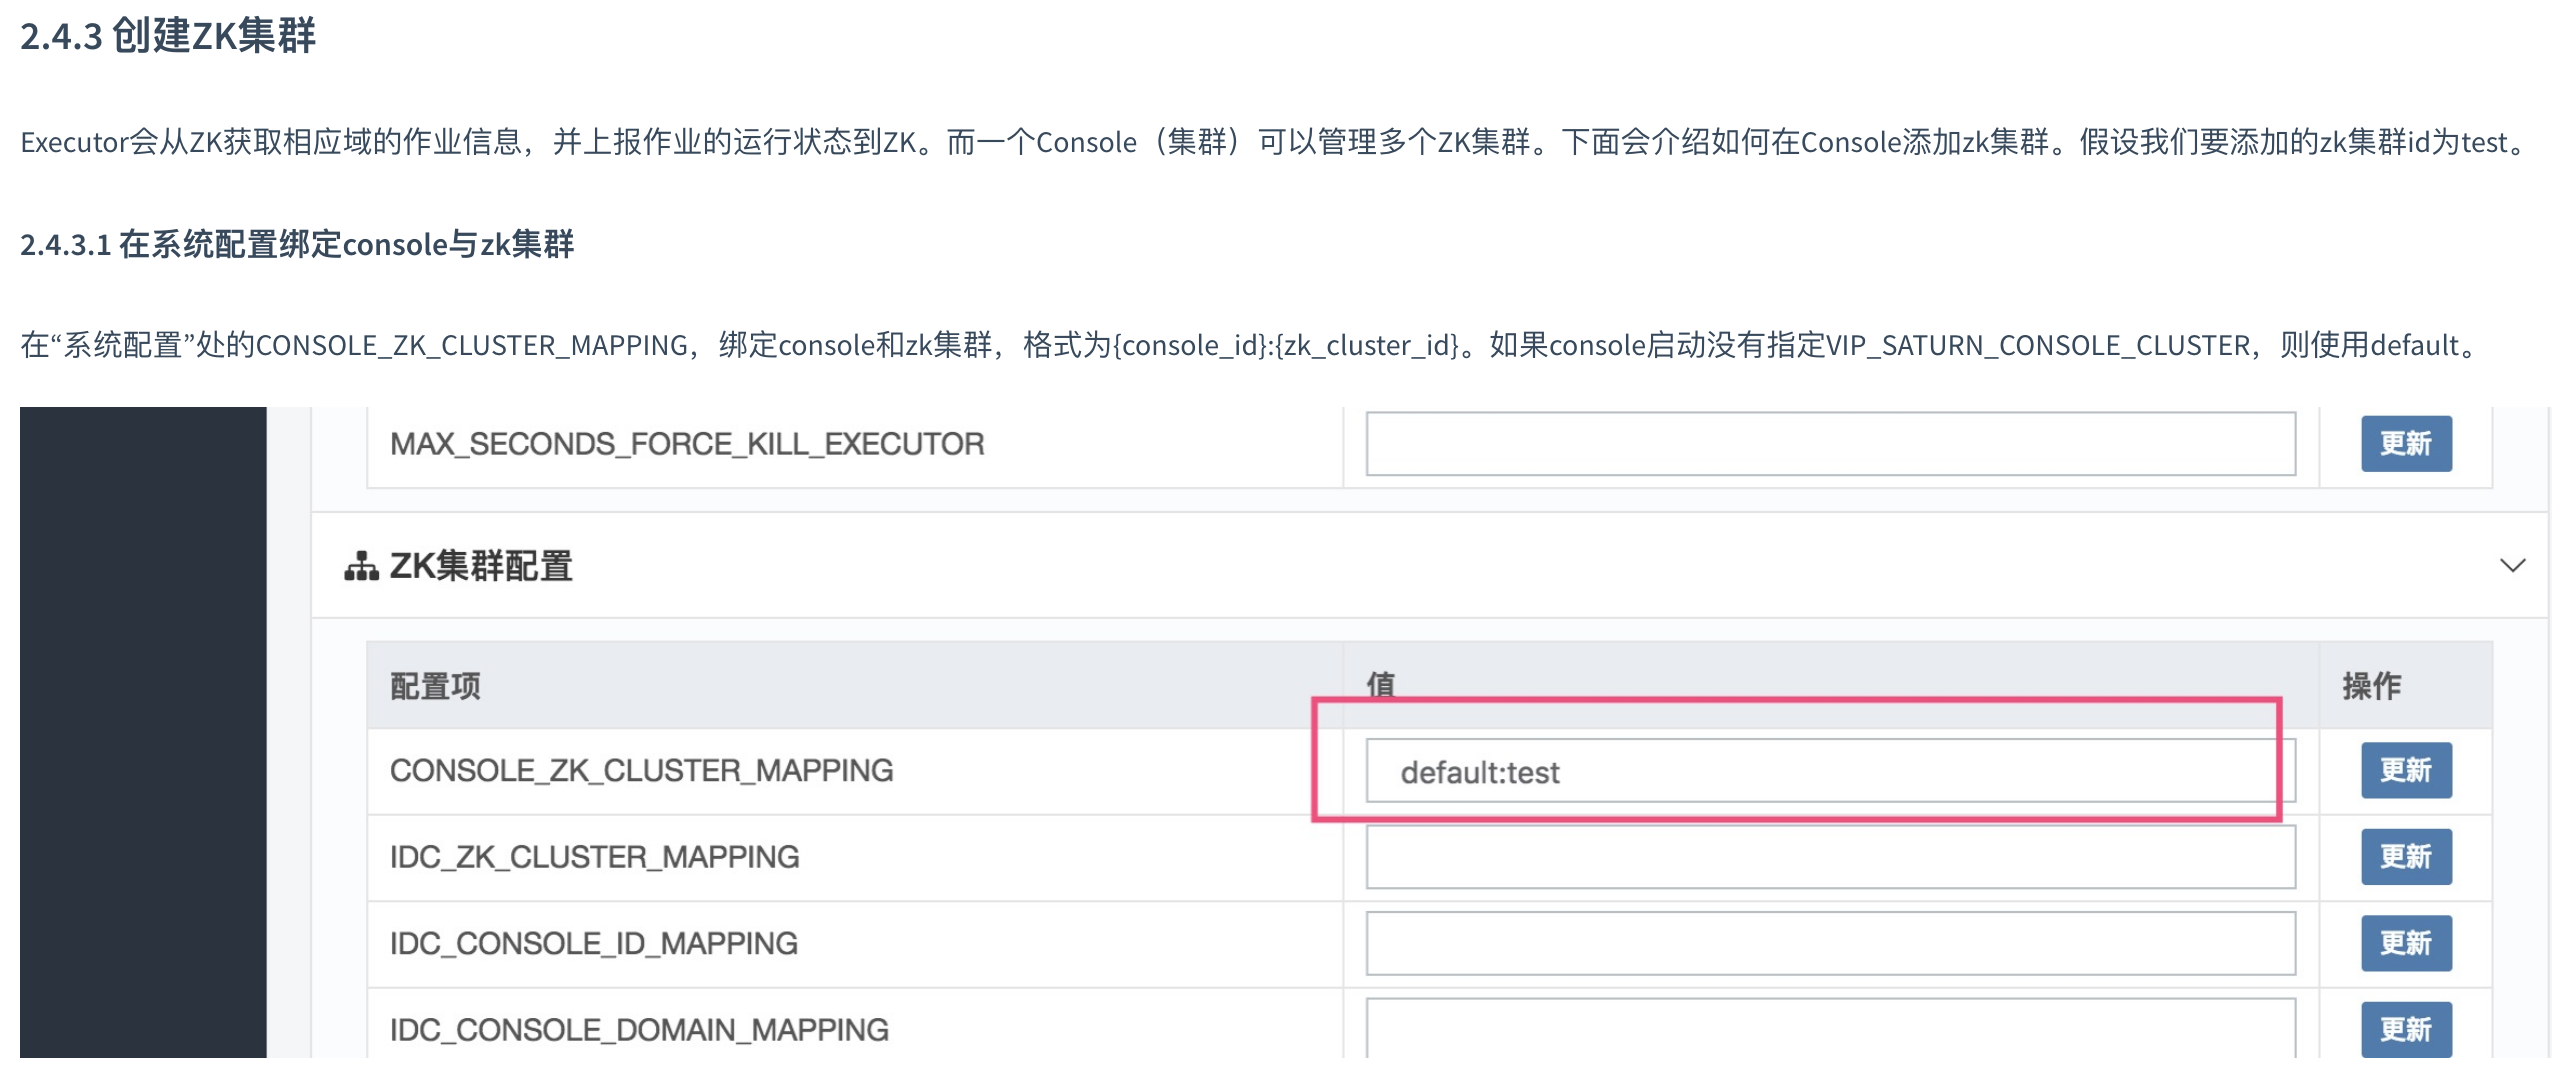 2.4.3 创建ZK集群
Executor会从ZK获取相应域的作业信息，并上报作业的运行状态到ZK。而一个Console（集群）可以管理多个ZK集群。下面会介绍如何在Console添加zk集群。假设我们要添加的zk集群id为test。
2.4.3.1 在系统配置绑定console与zk集群
在“系统配置”处的CONSOLE_ZK_CLUSTER_MAPPING，绑定console和zk集群，格式为{console_id}:{zk_cluster_id}。如果console启动没有指定VIP_SATURN_CONSOLE_CLUSTER，则使用default。
MAX_SECONDS_FORCE_KILL_EXECUTOR 更新
ZK集群配置
配置项 值 操作
CONSOLE_ZK_CLUSTER_MAPPING default:test 更新
IDC_ZK_CLUSTER_MAPPING 更新
IDC_CONSOLE_ID_MAPPING 更新
IDC_CONSOLE_DOMAIN_MAPPING 更新